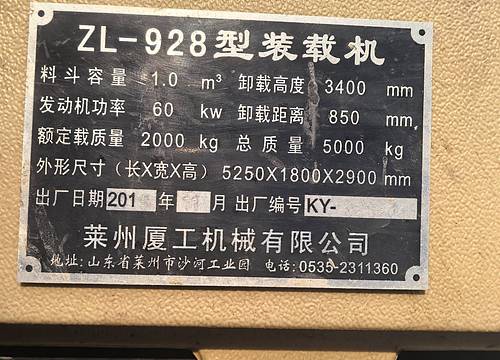 ZL-928型装载机
料斗容量 1.0 m³ 卸载高度 3400 mm
发动机功率 60 kw 卸载距离 850 mm
额定载质量 2000 kg 总质量 5000 kg
外形尺寸(长X宽X高) 5250X1800X2900 mm
出厂日期 201 年 月 出厂编号 KY-
莱州厦工机械有限公司
地址:山东省莱州市沙河工业园 电话:0535-2311360